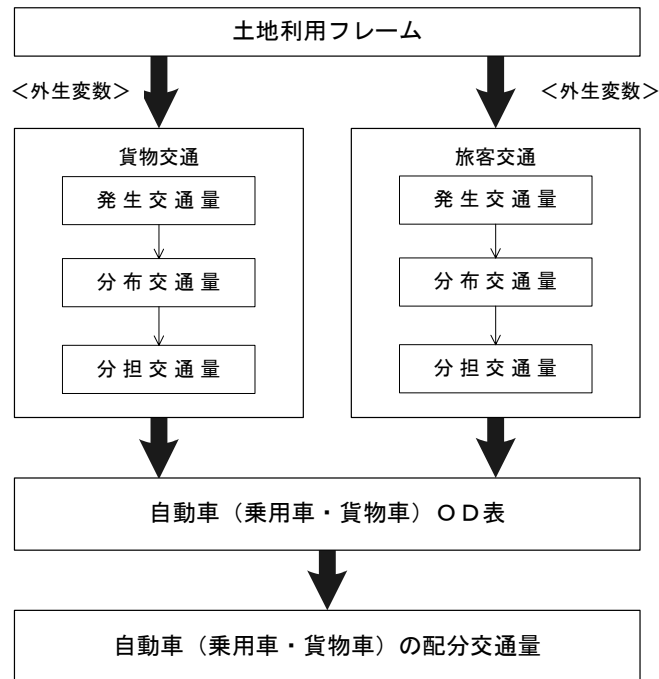 土地利用フレーム
＜外生変数＞
＜外生変数＞
貨物交通
発生交通量
分布交通量
分担交通量
旅客交通
発生交通量
分布交通量
分担交通量
自動車（乗用車・貨物車）ＯＤ表
自動車（乗用車・貨物車）の配分交通量